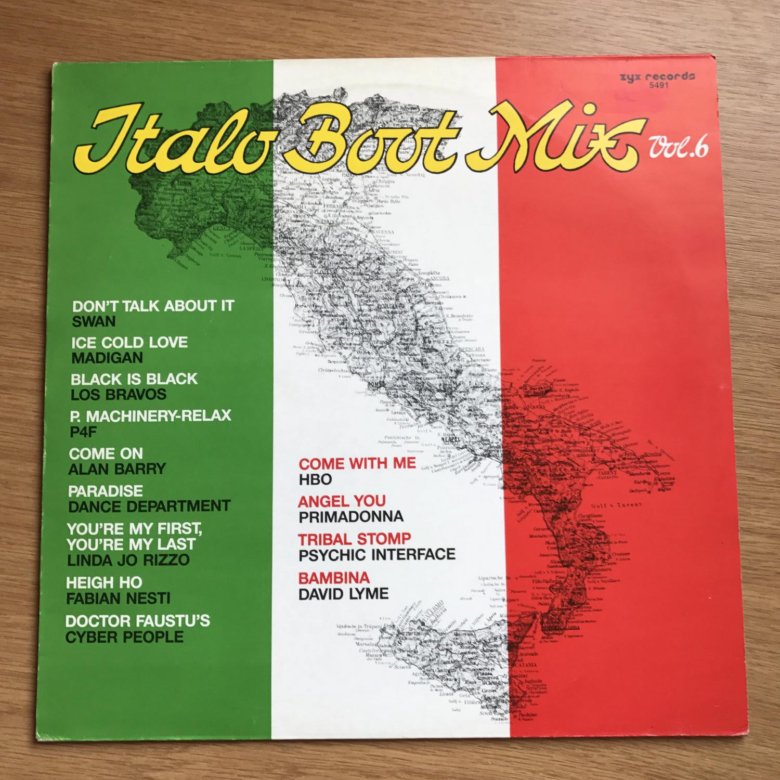 zyx records
5491
Italo Boot Mix Vol.6
DON'T TALK ABOUT IT
SWAN
ICE COLD LOVE
MADIGAN
BLACK IS BLACK
LOS BRAVOS
P. MACHINERY-RELAX
P4F
COME ON
ALAN BARRY
PARADISE
DANCE DEPARTMENT
YOU'RE MY FIRST,
YOU'RE MY LAST
LINDA JO RIZZO
HEIGH HO
FABIAN NESTI
DOCTOR FAUSTU'S
CYBER PEOPLE
COME WITH ME
HBO
ANGEL YOU
PRIMADONNA
TRIBAL STOMP
PSYCHIC INTERFACE
BAMBINA
DAVID LYME